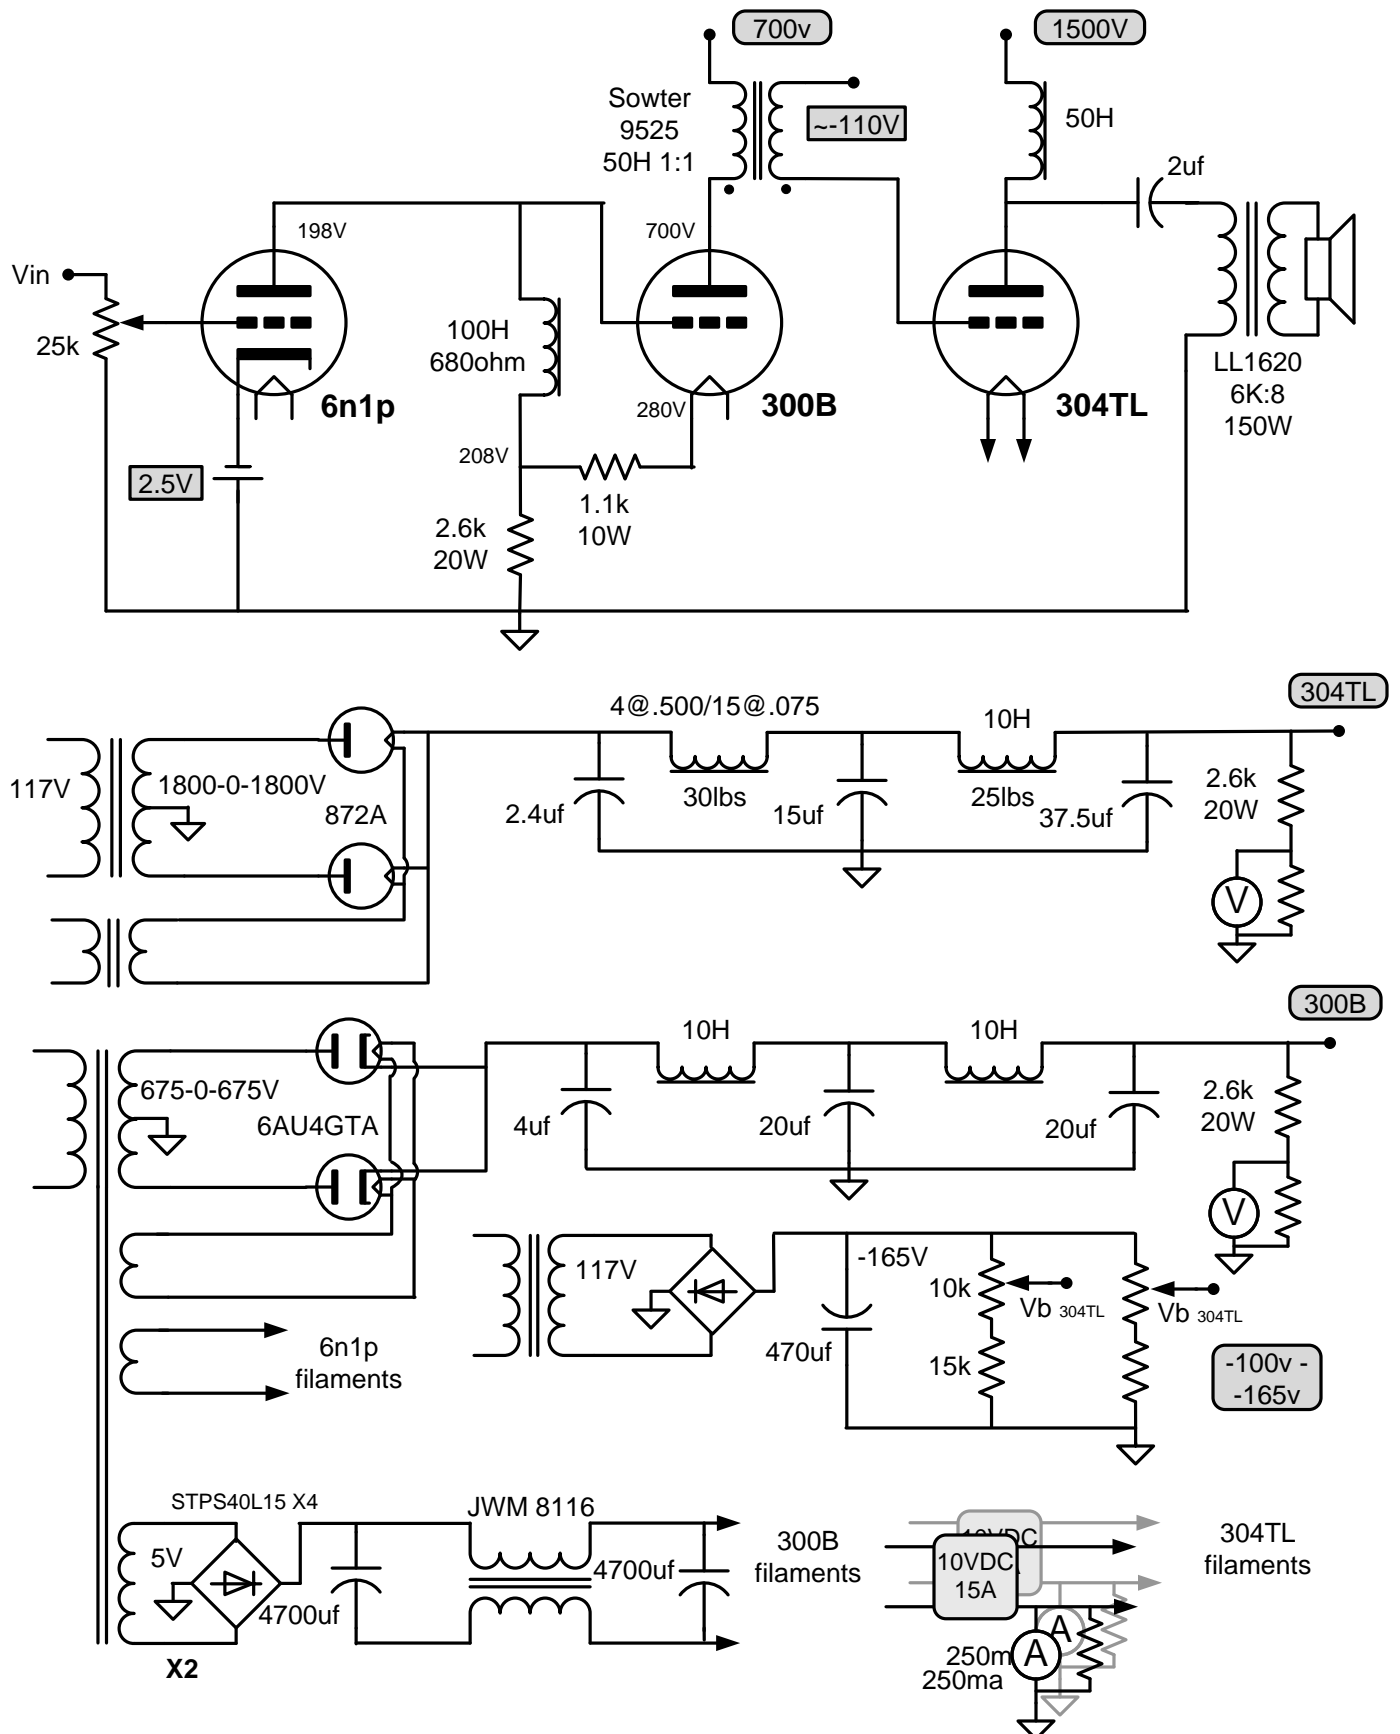 700v
1500V
Sowter
9525
50H 1:1
~-110V
50H
2uf
198V
700V
Vin
25k
100H
680ohm
6n1p
280V
300B
304TL
LL1620
6K:8
150W
208V
2.5V
1.1k
10W
2.6k
20W
304TL
4@.500/15@.075
10H
117V
1800-0-1800V
872A
2.4uf
30lbs
15uf
25lbs
37.5uf
2.6k
20W
V
300B
10H
10H
675-0-675V
6AU4GTA
4uf
20uf
20uf
2.6k
20W
V
117V
-165V
10k
Vb 304TL
Vb 304TL
470uf
15k
-100v -
-165v
6n1p
filaments
STPS40L15 X4
JWM 8116
5V
4700uf
4700uf
300B
filaments
X2
10VDC
10VDC
15A
304TL
filaments
A
A
250m
250ma